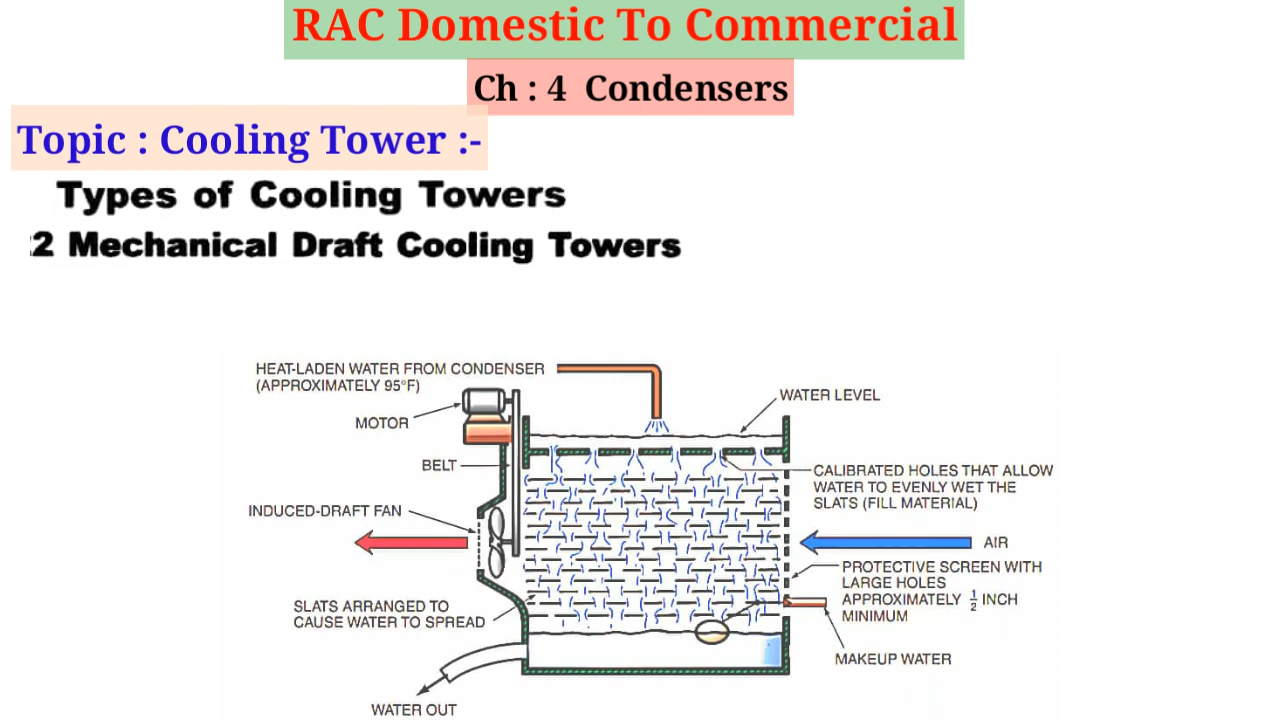 RAC Domestic To Commercial
Ch : 4 Condensers
Topic : Cooling Tower :-
Types of Cooling Towers
2 Mechanical Draft Cooling Towers
HEAT-LADEN WATER FROM CONDENSER
(APPROXIMATELY 95°F)
MOTOR
WATER LEVEL
BELT
CALIBRATED HOLES THAT ALLOW
WATER TO EVENLY WET THE
SLATS (FILL MATERIAL)
INDUCED-DRAFT FAN
AIR
PROTECTIVE SCREEN WITH
LARGE HOLES
APPROXIMATELY 1/2 INCH
MINIMUM
SLATS ARRANGED TO
CAUSE WATER TO SPREAD
MAKEUP WATER
WATER OUT